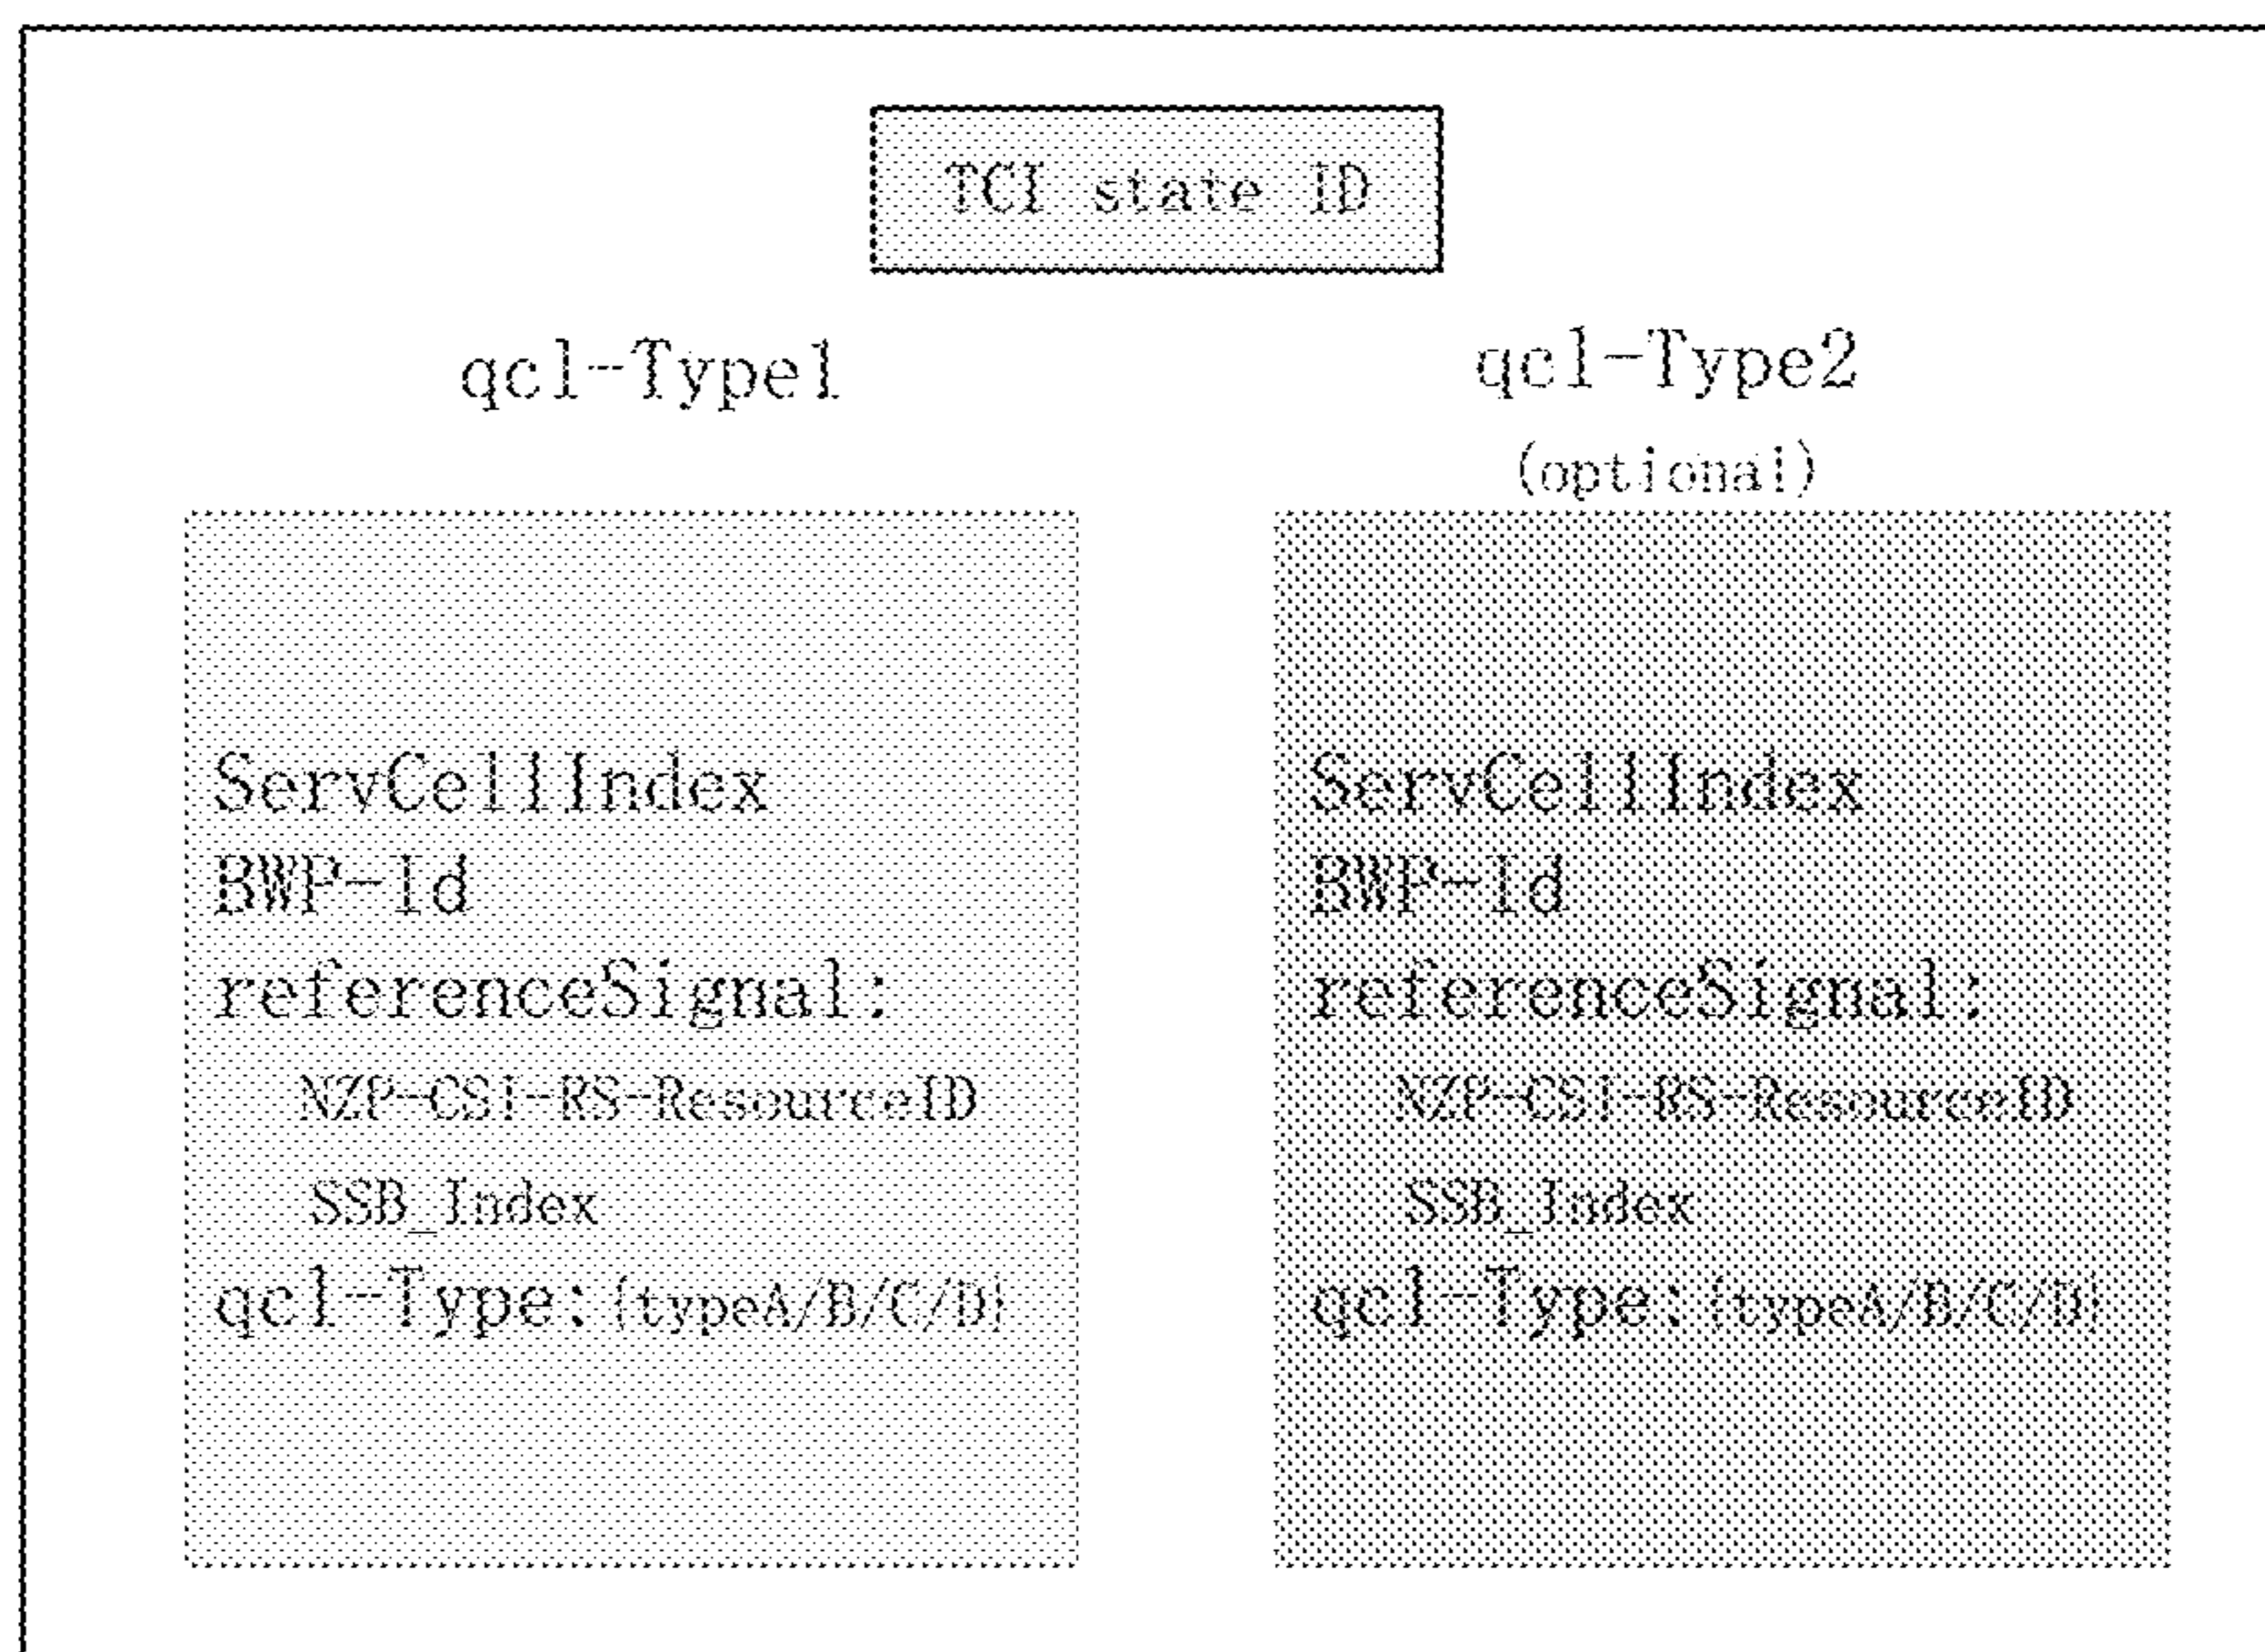 TCI state ID
qcl-Type1
qcl-Type2
(optional)
ServCellIndex
BWP-Id
referenceSignal:
NZP-CSI-RS-ResourceID
SSB_Index
qcl-Type: {typeA/B/C/D}
ServCellIndex
BWP-Id
referenceSignal:
NZP-CSI-RS-ResourceID
SSB_Index
qcl-Type: {typeA/B/C/D}